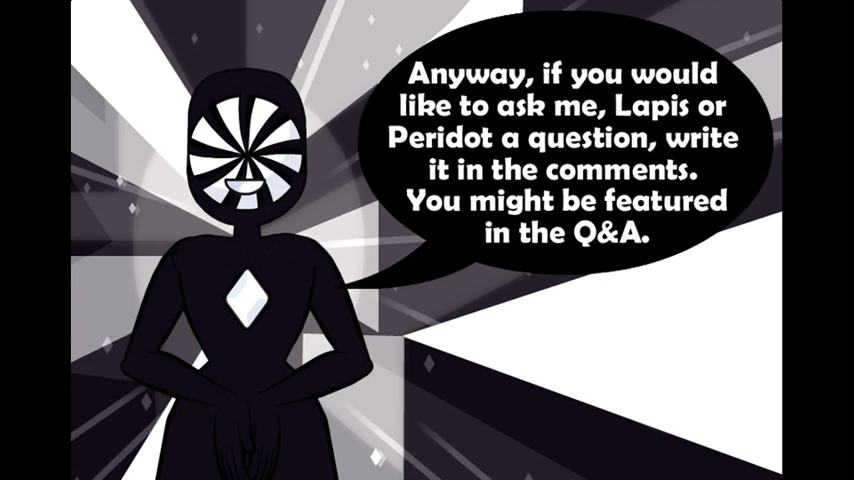 Anyway, if you would
like to ask me, Lapis or
Peridot a question, write
it in the comments.
You might be featured
in the Q&A.